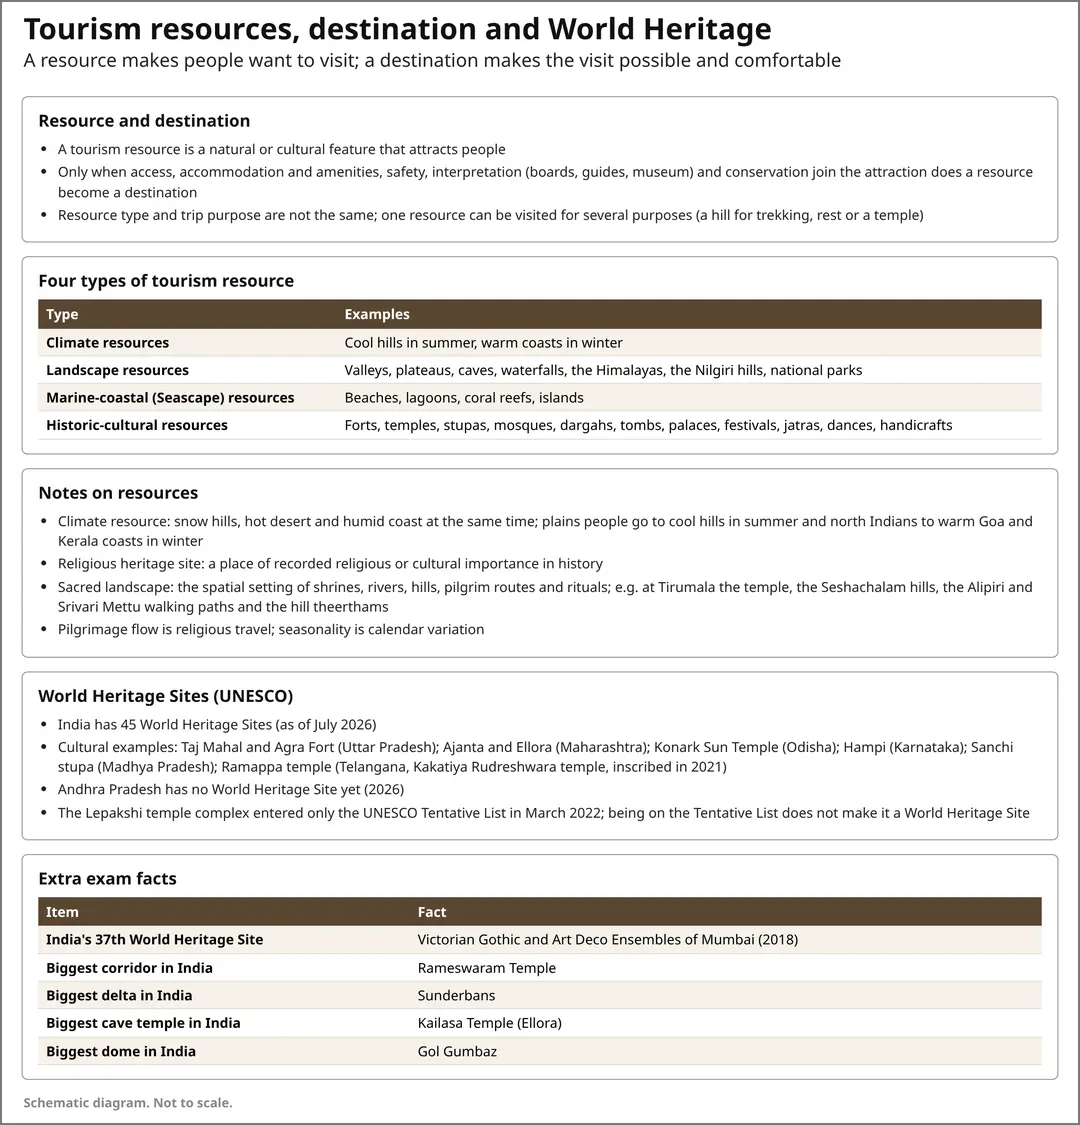 Tourism resources, destination and World Heritage
A resource makes people want to visit; a destination makes the visit possible and comfortable
Resource and destination
• A tourism resource is a natural or cultural feature that attracts people
• Only when access, accommodation and amenities, safety, interpretation (boards, guides, museum) and conservation join the attraction does a resource
become a destination
• Resource type and trip purpose are not the same; one resource can be visited for several purposes (a hill for trekking, rest or a temple)
Four types of tourism resource
Type Examples
Climate resources Cool hills in summer, warm coasts in winter
Landscape resources Valleys, plateaus, caves, waterfalls, the Himalayas, the Nilgiri hills, national parks
Marine-coastal (Seascape) resources Beaches, lagoons, coral reefs, islands
Historic-cultural resources Forts, temples, stupas, mosques, dargahs, tombs, palaces, festivals, jatras, dances, handicrafts
Notes on resources
• Climate resource: snow hills, hot desert and humid coast at the same time; plains people go to cool hills in summer and north Indians to warm Goa and
Kerala coasts in winter
• Religious heritage site: a place of recorded religious or cultural importance in history
• Sacred landscape: the spatial setting of shrines, rivers, hills, pilgrim routes and rituals; e.g. at Tirumala the temple, the Seshachalam hills, the Alipiri and
Srivari Mettu walking paths and the hill theerthams
• Pilgrimage flow is religious travel; seasonality is calendar variation
World Heritage Sites (UNESCO)
• India has 45 World Heritage Sites (as of July 2026)
• Cultural examples: Taj Mahal and Agra Fort (Uttar Pradesh); Ajanta and Ellora (Maharashtra); Konark Sun Temple (Odisha); Hampi (Karnataka); Sanchi
stupa (Madhya Pradesh); Ramappa temple (Telangana, Kakatiya Rudreshwara temple, inscribed in 2021)
• Andhra Pradesh has no World Heritage Site yet (2026)
• The Lepakshi temple complex entered only the UNESCO Tentative List in March 2022; being on the Tentative List does not make it a World Heritage Site
Extra exam facts
Item Fact
India's 37th World Heritage Site Victorian Gothic and Art Deco Ensembles of Mumbai (2018)
Biggest corridor in India Rameswaram Temple
Biggest delta in India Sunderbans
Biggest cave temple in India Kailasa Temple (Ellora)
Biggest dome in India Gol Gumbaz
Schematic diagram. Not to scale.